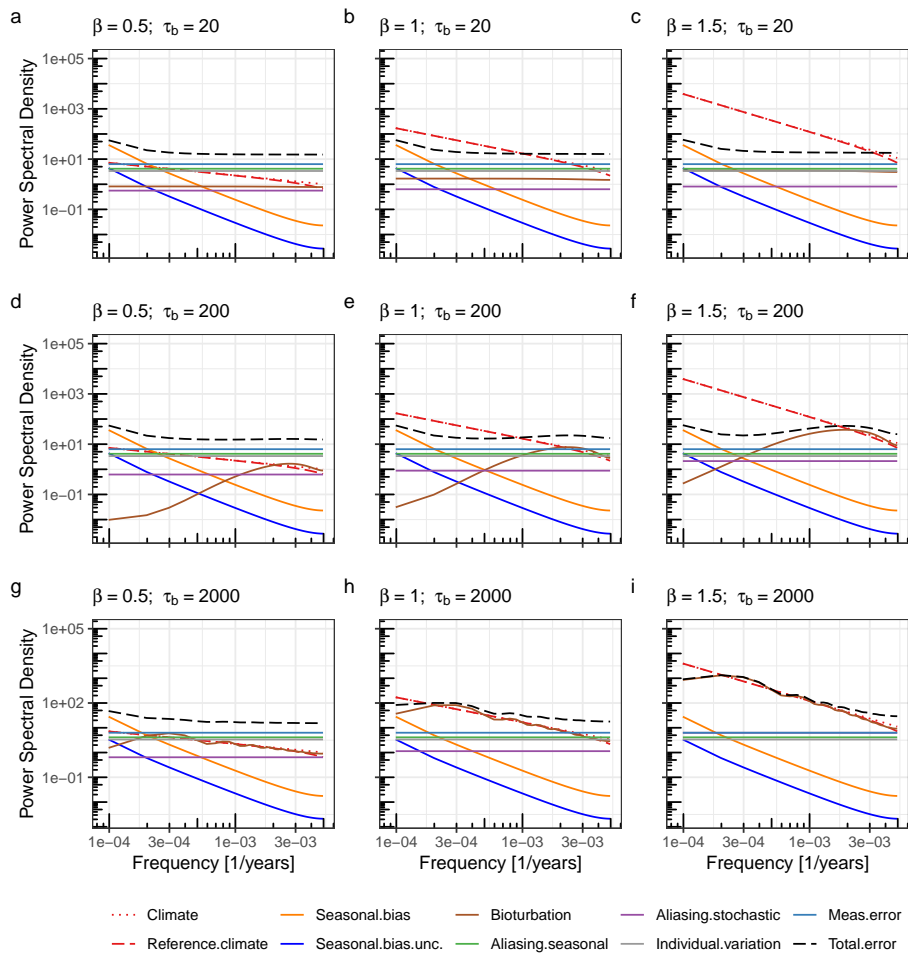 a b c
β = 0.5; τb = 20 β = 1; τb = 20 β = 1.5; τb = 20
1e+05
1e+03
1e+01
1e−01
Power Spectral Density
d e f
β = 0.5; τb = 200 β = 1; τb = 200 β = 1.5; τb = 200
1e+05
1e+03
1e+01
1e−01
Power Spectral Density
g h i
β = 0.5; τb = 2000 β = 1; τb = 2000 β = 1.5; τb = 2000
1e+05
1e+02
1e−01
Power Spectral Density
1e−04 3e−04 1e−03 3e−03 1e−04 3e−04 1e−03 3e−03 1e−04 3e−04 1e−03 3e−03
Frequency [1/years] Frequency [1/years] Frequency [1/years]
Climate Seasonal.bias Bioturbation Aliasing.stochastic Meas.error
Reference.climate Seasonal.bias.unc. Aliasing.seasonal Individual.variation Total.error